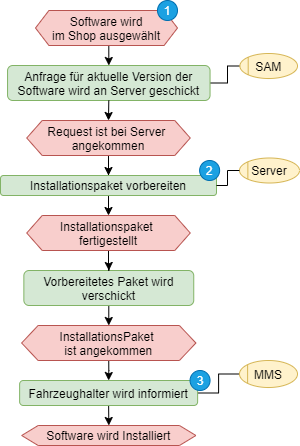 1
Software wird
im Shop ausgewählt
Anfrage für aktuelle Version der
Software wird an Server geschickt
SAM
Request ist bei Server
angekommen
2
Installationspaket vorbereiten
Server
Installationspaket
fertigestellt
Vorbereitetes Paket wird
verschickt
InstallationsPaket
ist angekommen
3
Fahrzeughalter wird informiert
MMS
Software wird Installiert